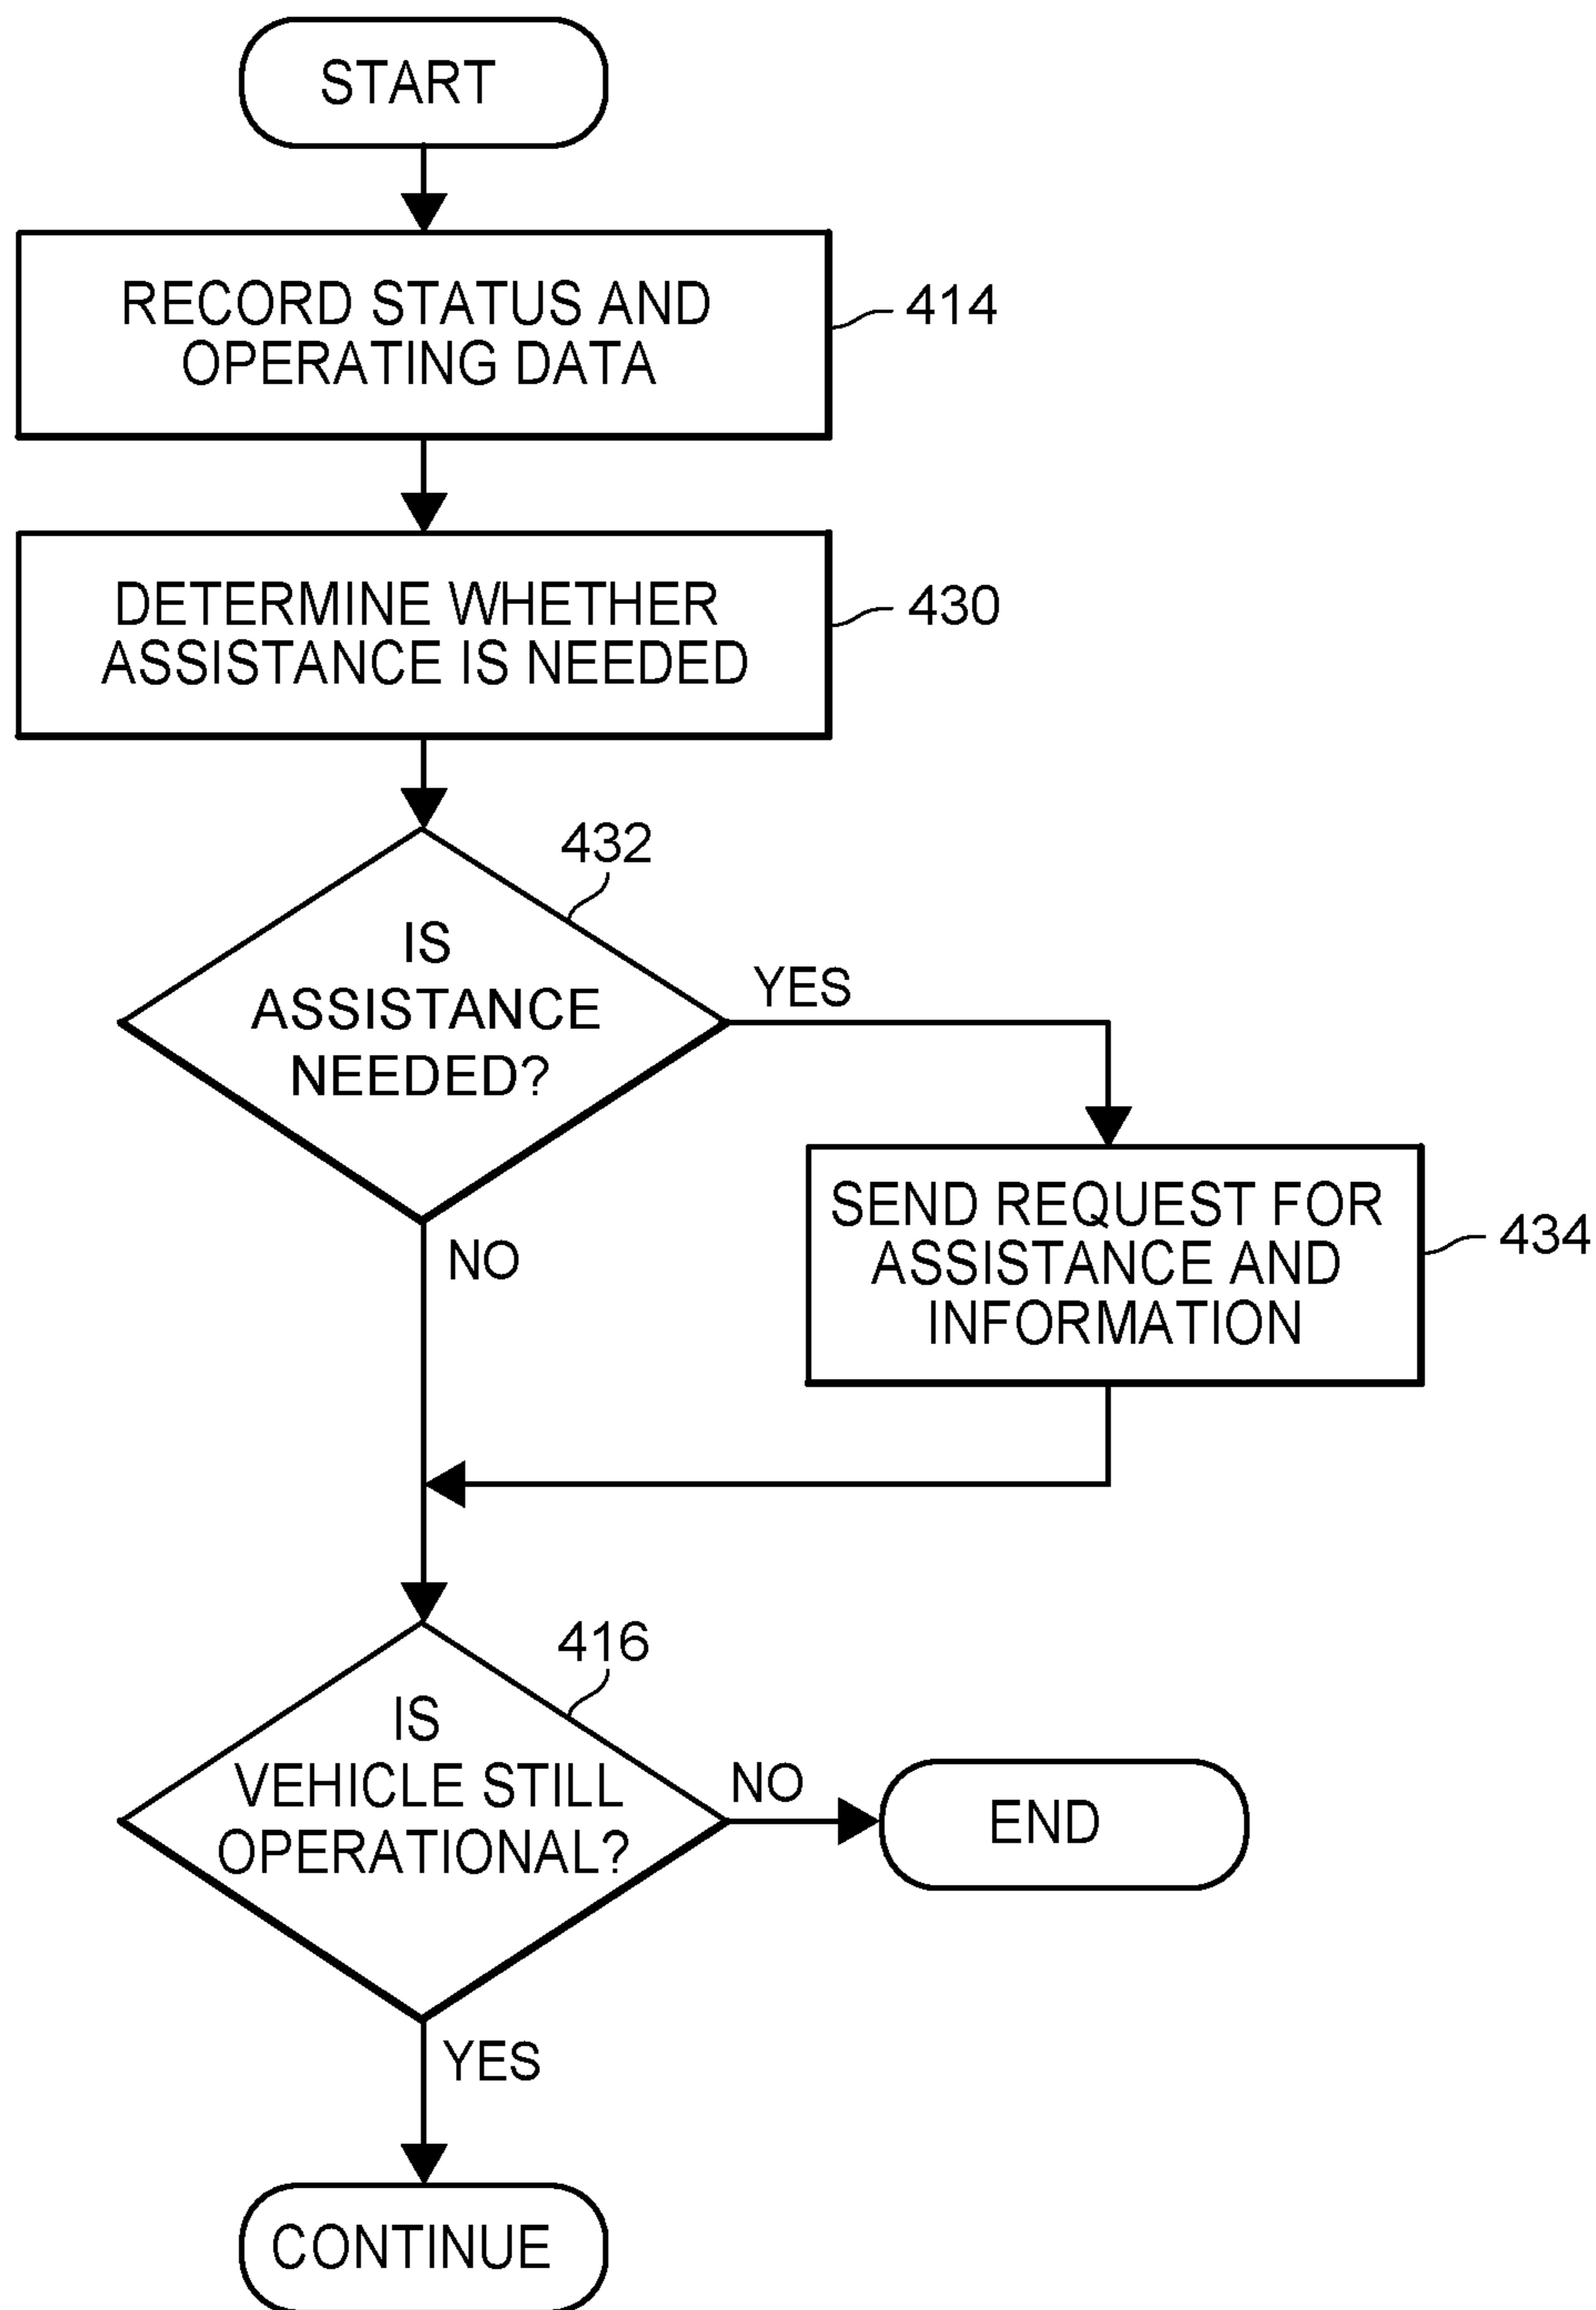 START
RECORD STATUS AND
OPERATING DATA
414
DETERMINE WHETHER
ASSISTANCE IS NEEDED
430
432
IS
ASSISTANCE
NEEDED?
YES
NO
SEND REQUEST FOR
ASSISTANCE AND
INFORMATION
434
416
IS
VEHICLE STILL
OPERATIONAL?
NO
END
YES
CONTINUE